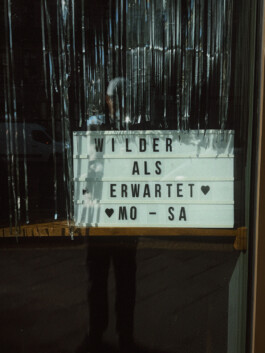 WILDER
ALS
♥ ERWARTET ♥
♥ MO - SA